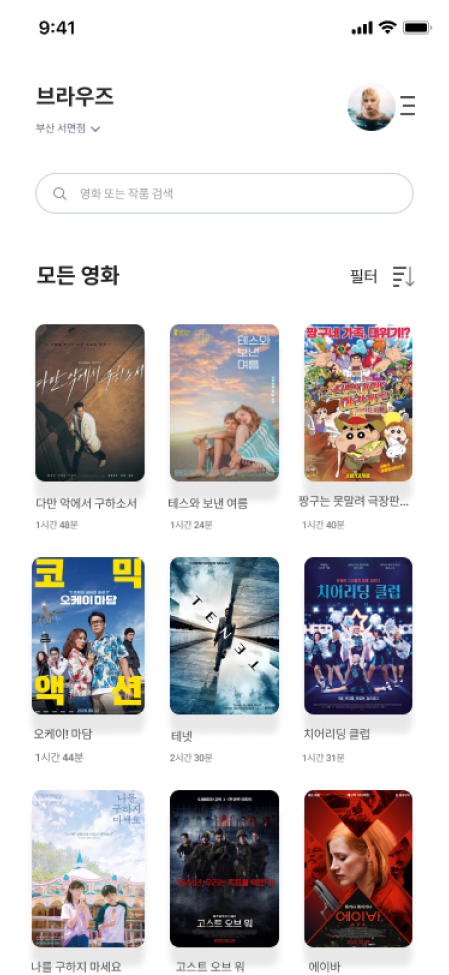 9:41
브라우즈
부산 서면점
영화 또는 작품 검색
모든 영화
필터
다만 악에서 구하소서
테스와
보낸
여름
짱구네 가족, 대위기!?
다만 악에서 구하소서
테스와 보낸 여름
짱구는 못말려 극장판...
1시간 48분
1시간 24분
1시간 40분
코 믹
오케이 마담
액 션
TENET
치어리딩 클럽
오케이! 마담
테넷
치어리딩 클럽
1시간 44분
2시간 30분
1시간 31분
나를
구하지
마세요
고스트 오브 워
에이바
나를 구하지 마세요
고스트 오브 워
에이바